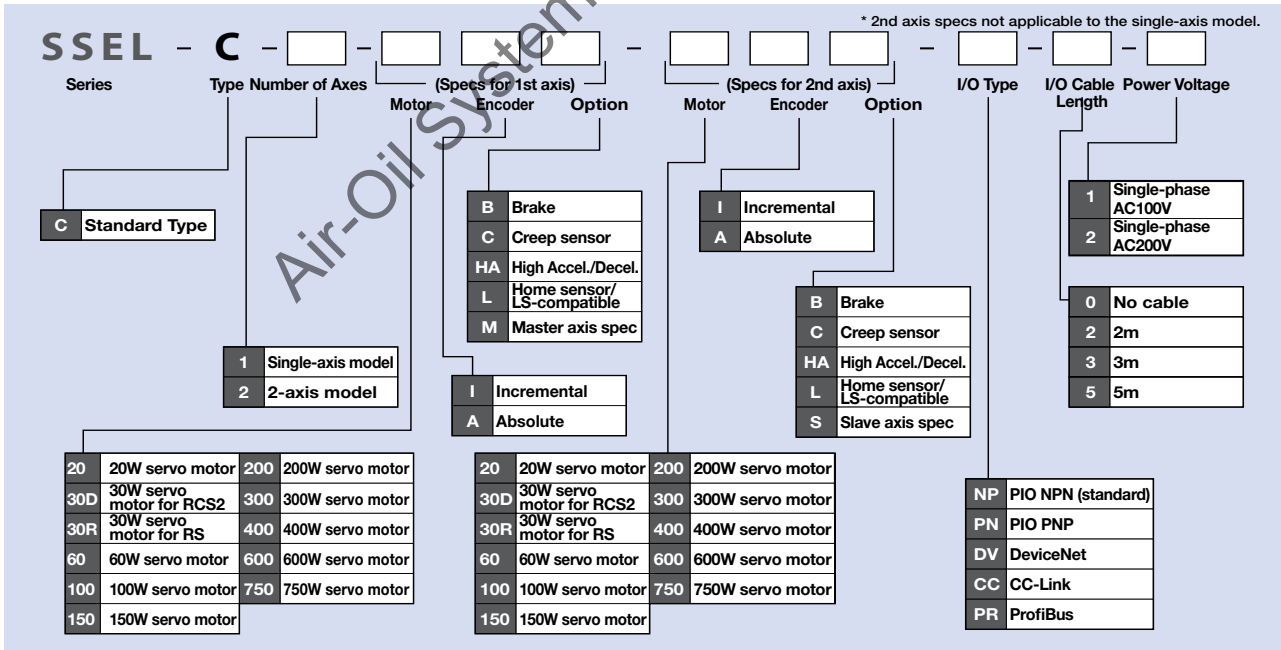 * 2nd axis specs not applicable to the single-axis model.
SSEL – C – – – – – –
Series
Type
Number of Axes
(Specs for 1st axis)
Motor
Encoder
Option
(Specs for 2nd axis)
Motor
Encoder
Option
I/O Type
I/O Cable
Length
Power Voltage
C Standard Type
1 Single-axis model
2 2-axis model
B Brake
C Creep sensor
HA High Accel./Decel.
L Home sensor/
LS-compatible
M Master axis spec
I Incremental
A Absolute
I Incremental
A Absolute
B Brake
C Creep sensor
HA High Accel./Decel.
L Home sensor/
LS-compatible
S Slave axis spec
1 Single-phase
AC100V
2 Single-phase
AC200V
0 No cable
2 2m
3 3m
5 5m
20 20W servo motor 200 200W servo motor
30D 30W servo
motor for RCS2 300 300W servo motor
30R 30W servo
motor for RS 400 400W servo motor
60 60W servo motor 600 600W servo motor
100 100W servo motor 750 750W servo motor
150 150W servo motor
20 20W servo motor 200 200W servo motor
30D 30W servo
motor for RCS2 300 300W servo motor
30R 30W servo
motor for RS 400 400W servo motor
60 60W servo motor 600 600W servo motor
100 100W servo motor 750 750W servo motor
150 150W servo motor
NP PIO NPN (standard)
PN PIO PNP
DV DeviceNet
CC CC-Link
PR ProfiBus
Air-Oil System